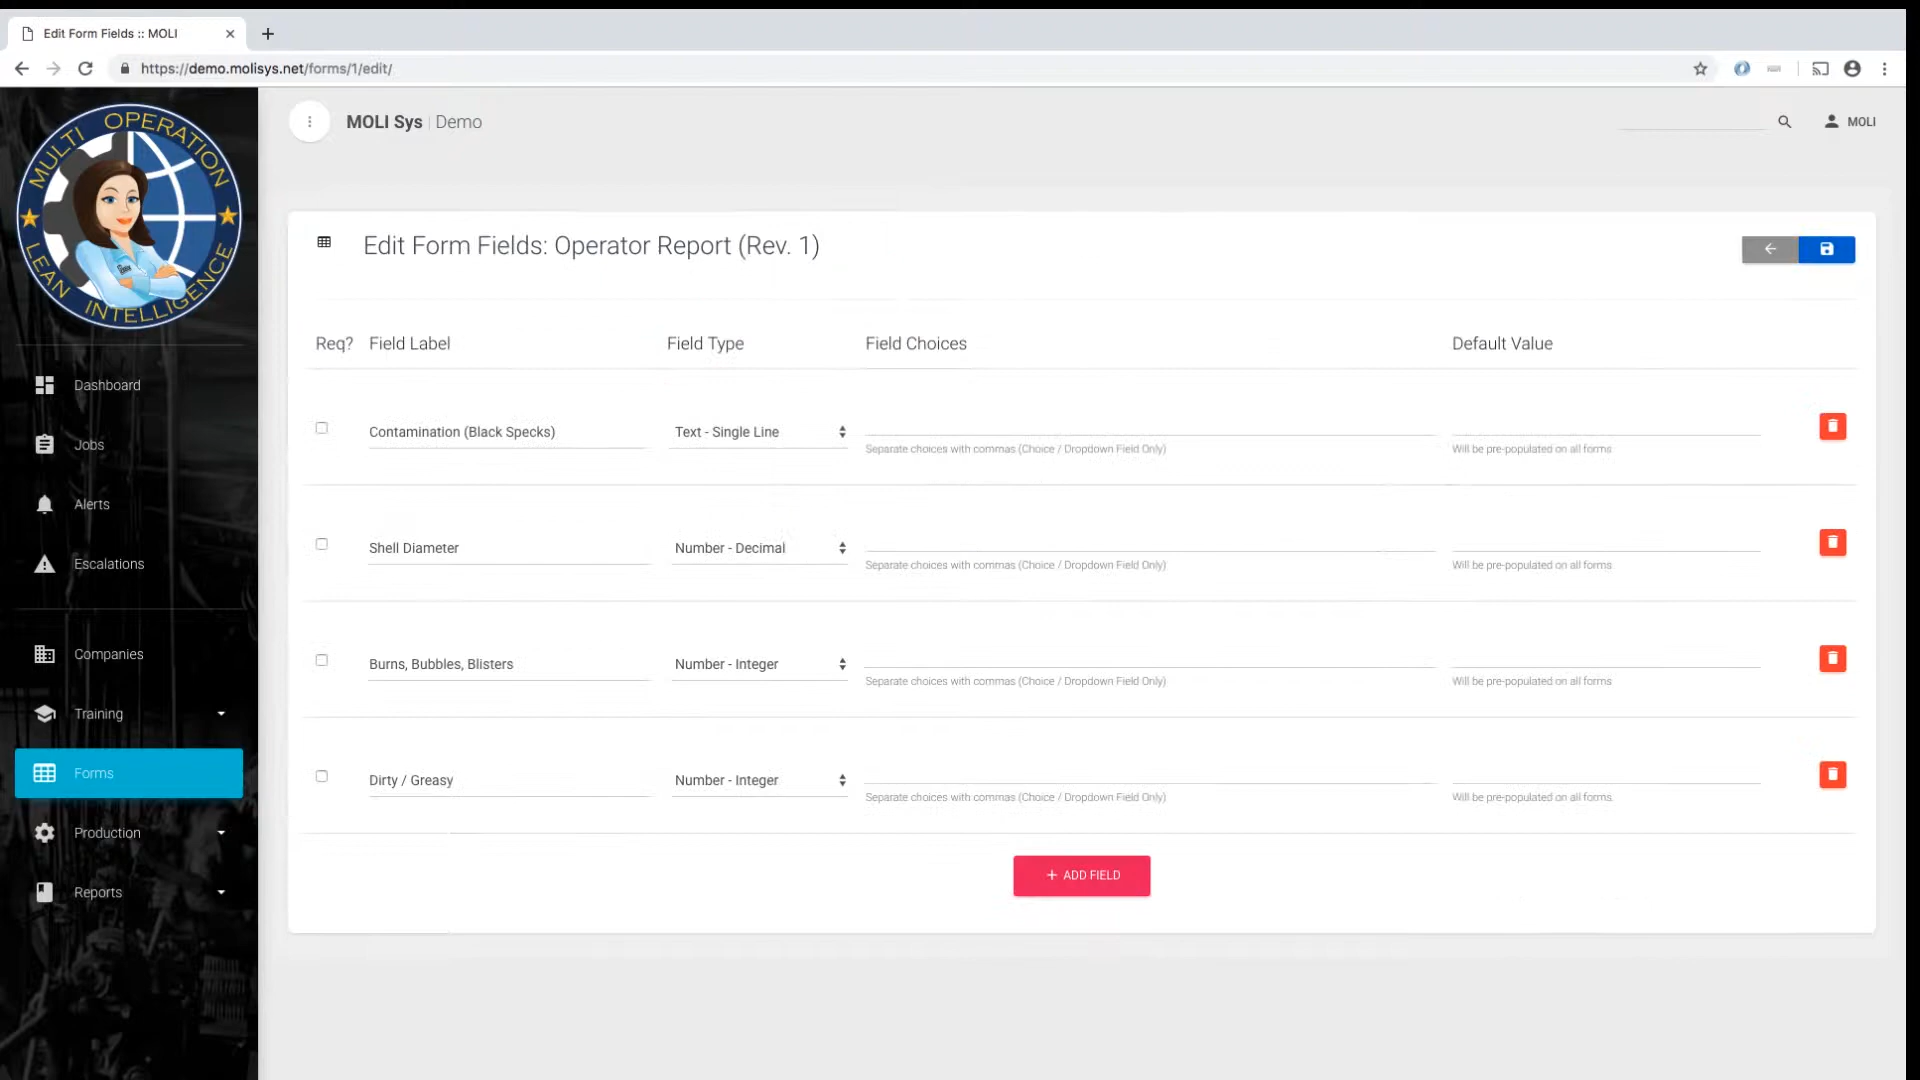 Edit Form Fields :: MOLI
https://demo.molisys.net/forms/1/edit/
MULTI OPERATION
LEAN INTELLIGENCE
MOLI Sys | Demo
MOLI
Edit Form Fields: Operator Report (Rev. 1)
Req? Field Label Field Type Field Choices Default Value
Contamination (Black Specks) Text - Single Line
Separate choices with commas (Choice / Dropdown Field Only) Will be pre-populated on all forms
Shell Diameter Number - Decimal
Separate choices with commas (Choice / Dropdown Field Only) Will be pre-populated on all forms
Burns, Bubbles, Blisters Number - Integer
Separate choices with commas (Choice / Dropdown Field Only) Will be pre-populated on all forms
Dirty / Greasy Number - Integer
Separate choices with commas (Choice / Dropdown Field Only) Will be pre-populated on all forms.
+ ADD FIELD
Dashboard
Jobs
Alerts
Escalations
Companies
Training
Forms
Production
Reports